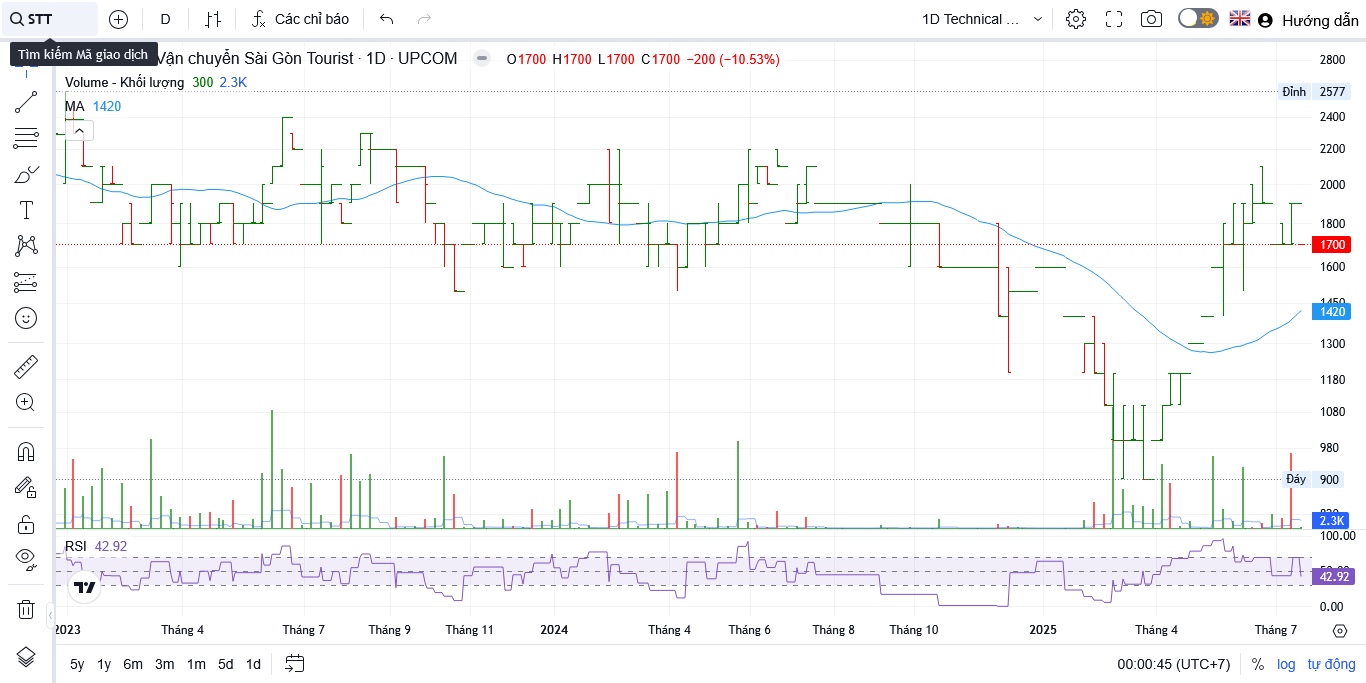 STT D Các chỉ báo 1D Technical ... Hướng dẫn
Tìm kiếm Mã giao dịch
Vận chuyển Sài Gòn Tourist · 1D · UPCOM O1700 H1700 L1700 C1700 −200 (−10.53%)
Volume - Khối lượng 300 2.3K
MA 1420
2800
Đỉnh 2577
2400
2200
2000
1800
1700
1600
1450
1420
1300
1180
1080
980
Đáy 900
2.3K
RSI 42.92
100.00
42.92
0.00
2023 Tháng 4 Tháng 7 Tháng 9 Tháng 11 2024 Tháng 4 Tháng 6 Tháng 8 Tháng 10 2025 Tháng 4 Tháng 7
5y 1y 6m 3m 1m 5d 1d 00:00:45 (UTC+7) % log tự động